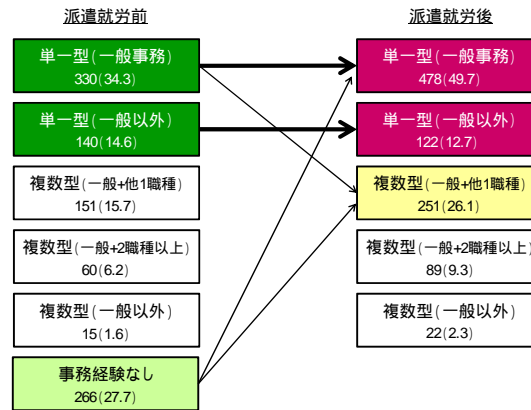 派遣就労前
派遣就労後
単一型(一般事務)
330(34.3)
単一型(一般事務)
478(49.7)
単一型(一般以外)
140(14.6)
単一型(一般以外)
122(12.7)
複数型(一般+他1職種)
151(15.7)
複数型(一般+他1職種)
251(26.1)
複数型(一般+2職種以上)
60(6.2)
複数型(一般+2職種以上)
89(9.3)
複数型(一般以外)
15(1.6)
複数型(一般以外)
22(2.3)
事務経験なし
266(27.7)